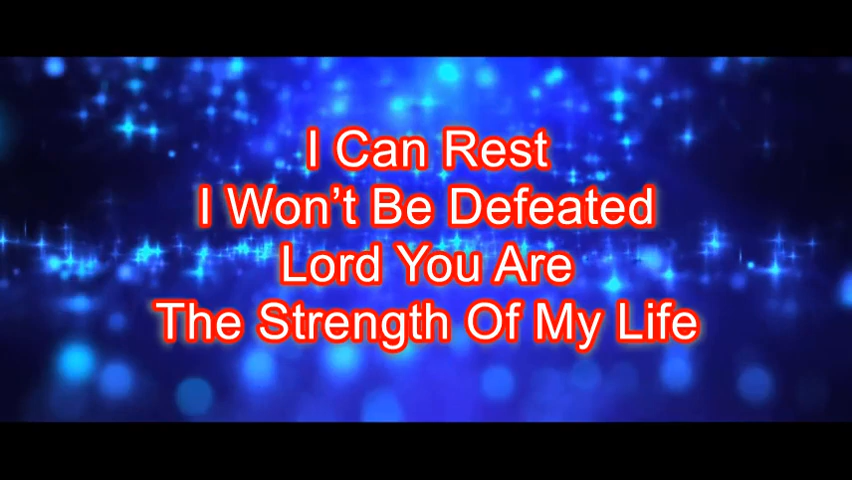 I Can Rest
I Won’t Be Defeated
Lord You Are
The Strength Of My Life